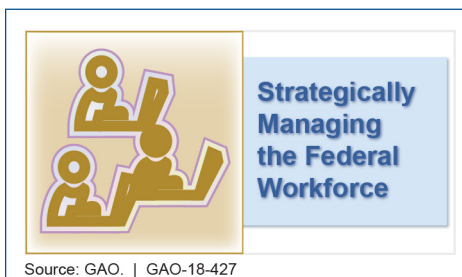 Strategically
Managing
the Federal
Workforce
Source: GAO. | GAO-18-427